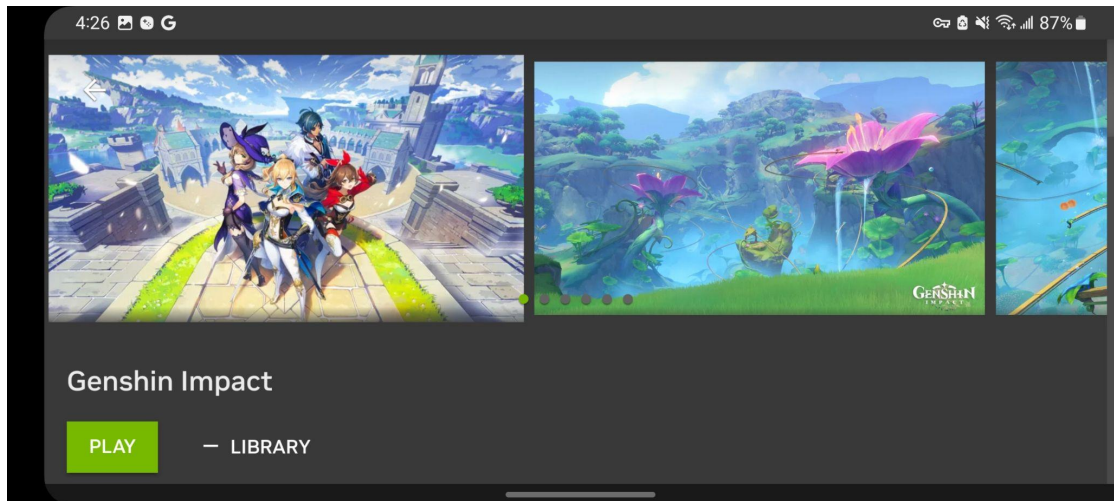 4:26 G
87%
GENSHIN
IMPACT
Genshin Impact
PLAY
— LIBRARY